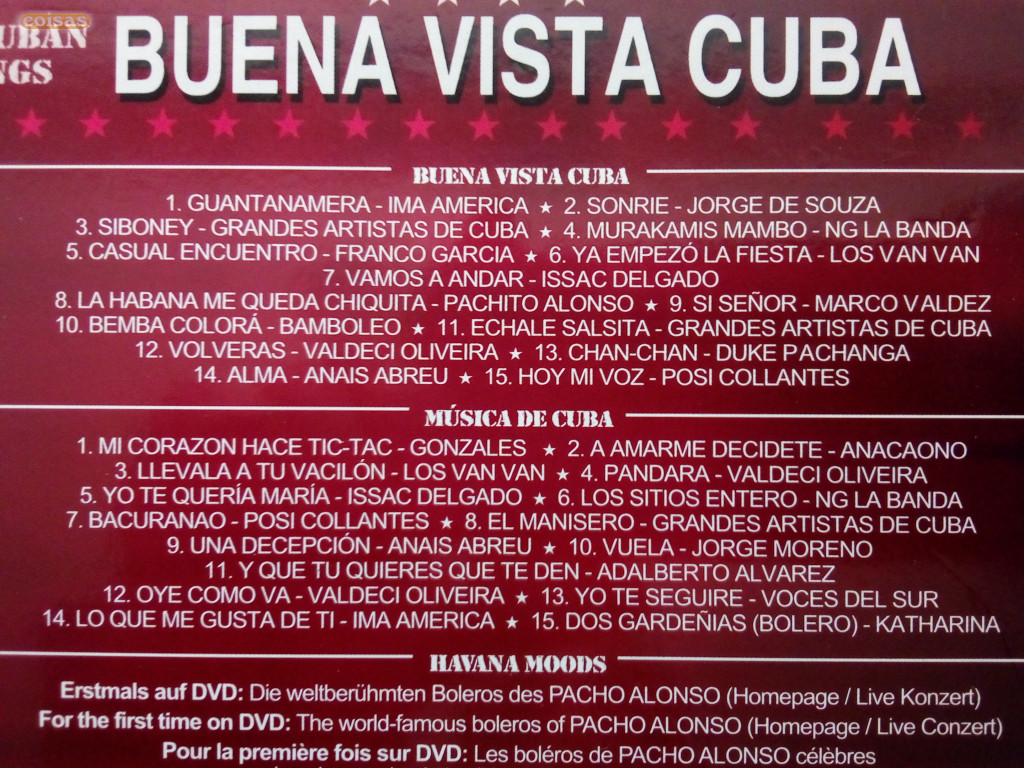 coisas
UBAN
NGS
BUENA VISTA CUBA
BUENA VISTA CUBA
1. GUANTANAMERA - IMA AMERICA ★ 2. SONRIE - JORGE DE SOUZA
3. SIBONEY - GRANDES ARTISTAS DE CUBA ★ 4. MURAKAMIS MAMBO - NG LA BANDA
5. CASUAL ENCUENTRO - FRANCO GARCIA ★ 6. YA EMPEZÓ LA FIESTA - LOS VAN VAN
7. VAMOS A ANDAR - ISSAC DELGADO
8. LA HABANA ME QUEDA CHIQUITA - PACHITO ALONSO ★ 9. SI SEÑOR - MARCO VALDEZ
10. BEMBA COLORÁ - BAMBOLEO ★ 11. ECHALE SALSITA - GRANDES ARTISTAS DE CUBA
12. VOLVERAS - VALDECI OLIVEIRA ★ 13. CHAN-CHAN - DUKE PACHANGA
14. ALMA - ANAIS ABREU ★ 15. HOY MI VOZ - POSI COLLANTES
MÚSICA DE CUBA
1. MI CORAZON HACE TIC-TAC - GONZALES ★ 2. A AMARME DECIDETE - ANACAONO
3. LLEVALA A TU VACILÓN - LOS VAN VAN ★ 4. PANDARA - VALDECI OLIVEIRA
5. YO TE QUERÍA MARÍA - ISSAC DELGADO ★ 6. LOS SITIOS ENTERO - NG LA BANDA
7. BACURANAO - POSI COLLANTES ★ 8. EL MANISERO - GRANDES ARTISTAS DE CUBA
9. UNA DECEPCIÓN - ANAIS ABREU ★ 10. VUELA - JORGE MORENO
11. Y QUE TU QUIERES QUE TE DEN - ADALBERTO ALVAREZ
12. OYE COMO VA - VALDECI OLIVEIRA ★ 13. YO TE SEGUIRE - VOCES DEL SUR
14. LO QUE ME GUSTA DE TI - IMA AMERICA ★ 15. DOS GARDEÑIAS (BOLERO) - KATHARINA
HAVANA MOODS
Erstmals auf DVD: Die weltberühmten Boleros des PACHO ALONSO (Homepage / Live Konzert)
For the first time on DVD: The world-famous boleros of PACHO ALONSO (Homepage / Live Conzert)
Pour la première fois sur DVD: Les boléros de PACHO ALONSO célèbres